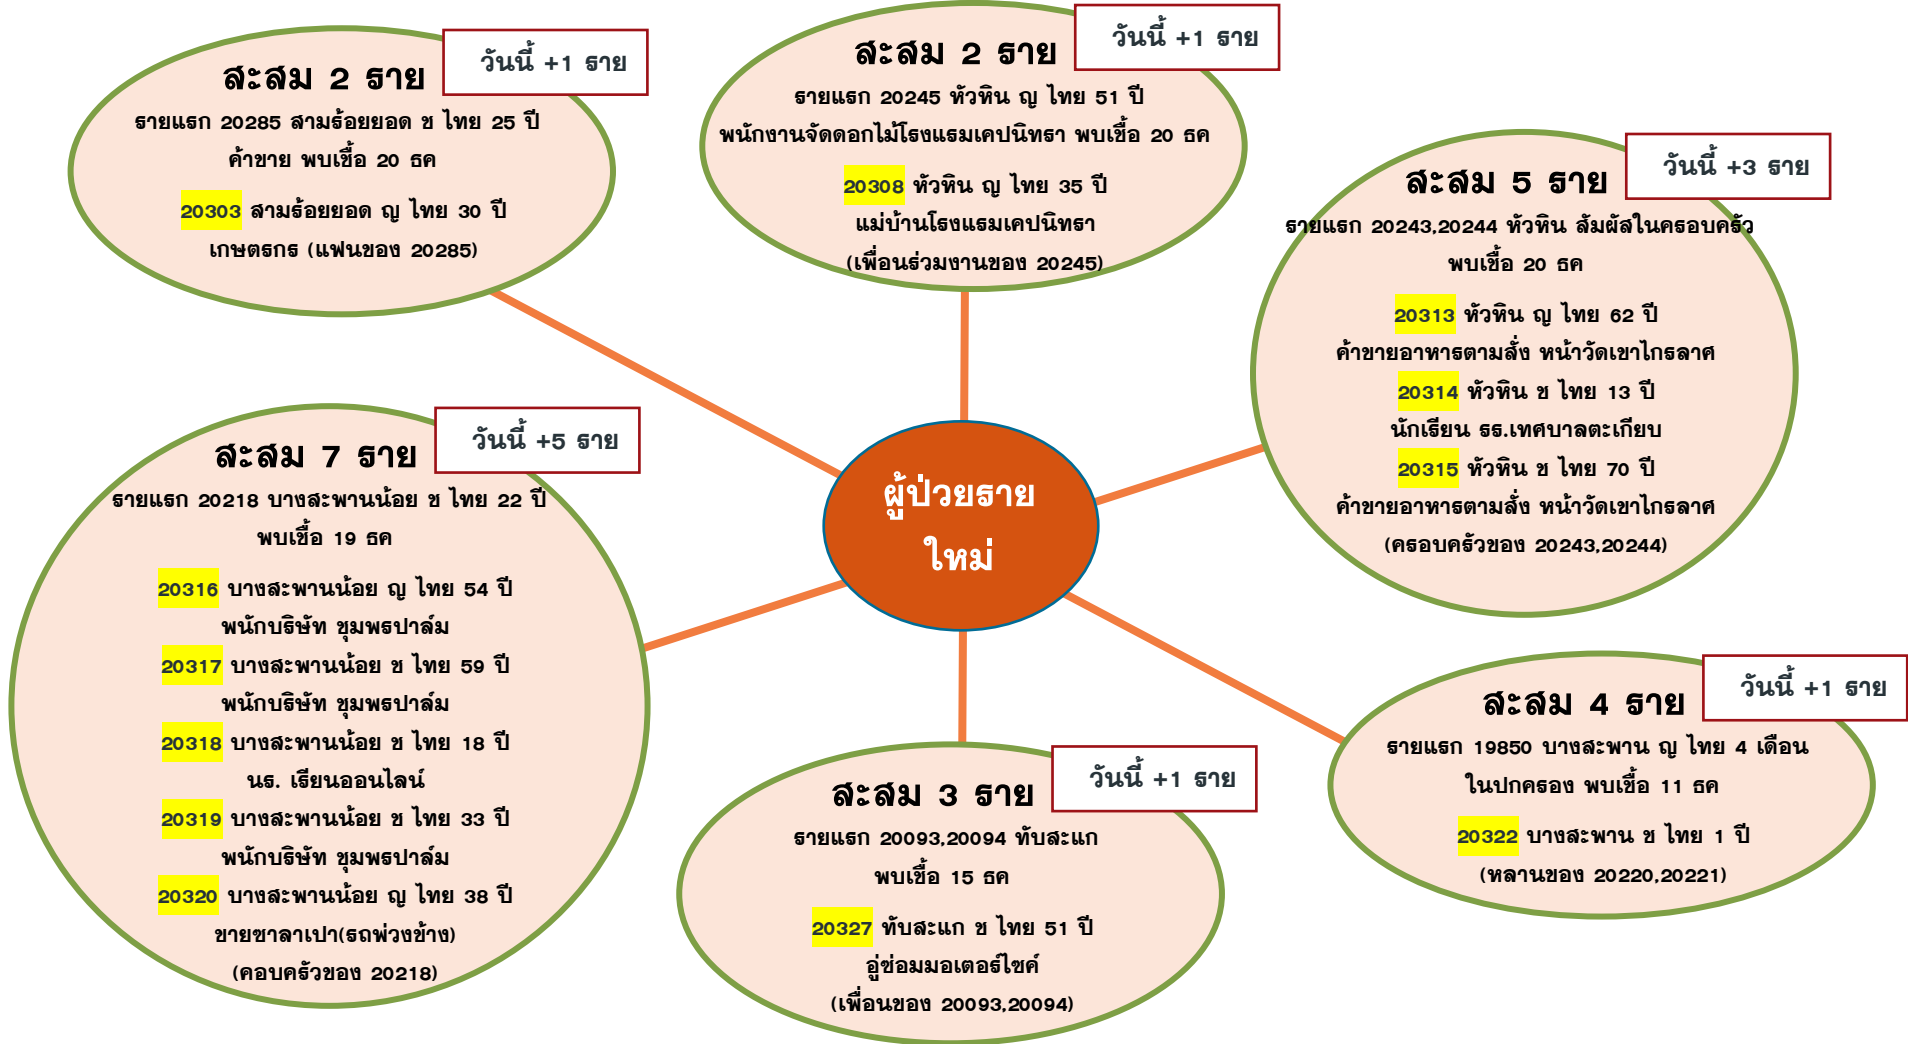 วันนี้ +1 ราย
สะสม 2 ราย
รายแรก 20285 สามร้อยยอด ช ไทย 25 ปี
ค้าขาย พบเชื้อ 20 ธค
20303 สามร้อยยอด ญ ไทย 30 ปี
เกษตรกร (แฟนของ 20285)
วันนี้ +1 ราย
สะสม 2 ราย
รายแรก 20245 หัวหิน ญ ไทย 51 ปี
พนักงานจัดดอกไม้โรงแรมเคปนิทรา พบเชื้อ 20 ธค
20308 หัวหิน ญ ไทย 35 ปี
แม่บ้านโรงแรมเคปนิทรา
(เพื่อนร่วมงานของ 20245)
วันนี้ +3 ราย
สะสม 5 ราย
รายแรก 20243,20244 หัวหิน สัมผัสในครอบครัว
พบเชื้อ 20 ธค
20313 หัวหิน ญ ไทย 62 ปี
ค้าขายอาหารตามสั่ง หน้าวัดเขาไกรลาศ
20314 หัวหิน ช ไทย 13 ปี
นักเรียน รร.เทศบาลตะเกียบ
20315 หัวหิน ช ไทย 70 ปี
ค้าขายอาหารตามสั่ง หน้าวัดเขาไกรลาศ
(ครอบครัวของ 20243,20244)
ผู้ป่วยราย
ใหม่
วันนี้ +5 ราย
สะสม 7 ราย
รายแรก 20218 บางสะพานน้อย ช ไทย 22 ปี
พบเชื้อ 19 ธค
20316 บางสะพานน้อย ญ ไทย 54 ปี
พนักบริษัท ชุมพรปาล์ม
20317 บางสะพานน้อย ช ไทย 59 ปี
พนักบริษัท ชุมพรปาล์ม
20318 บางสะพานน้อย ช ไทย 18 ปี
นร. เรียนออนไลน์
20319 บางสะพานน้อย ช ไทย 33 ปี
พนักบริษัท ชุมพรปาล์ม
20320 บางสะพานน้อย ญ ไทย 38 ปี
ขายซาลาเปา(รถพ่วงข้าง)
(คอบครัวของ 20218)
วันนี้ +1 ราย
สะสม 3 ราย
รายแรก 20093,20094 ทับสะแก
พบเชื้อ 15 ธค
20327 ทับสะแก ช ไทย 51 ปี
อู่ซ่อมมอเตอร์ไซค์
(เพื่อนของ 20093,20094)
วันนี้ +1 ราย
สะสม 4 ราย
รายแรก 19850 บางสะพาน ญ ไทย 4 เดือน
ในปกครอง พบเชื้อ 11 ธค
20322 บางสะพาน ช ไทย 1 ปี
(หลานของ 20220,20221)